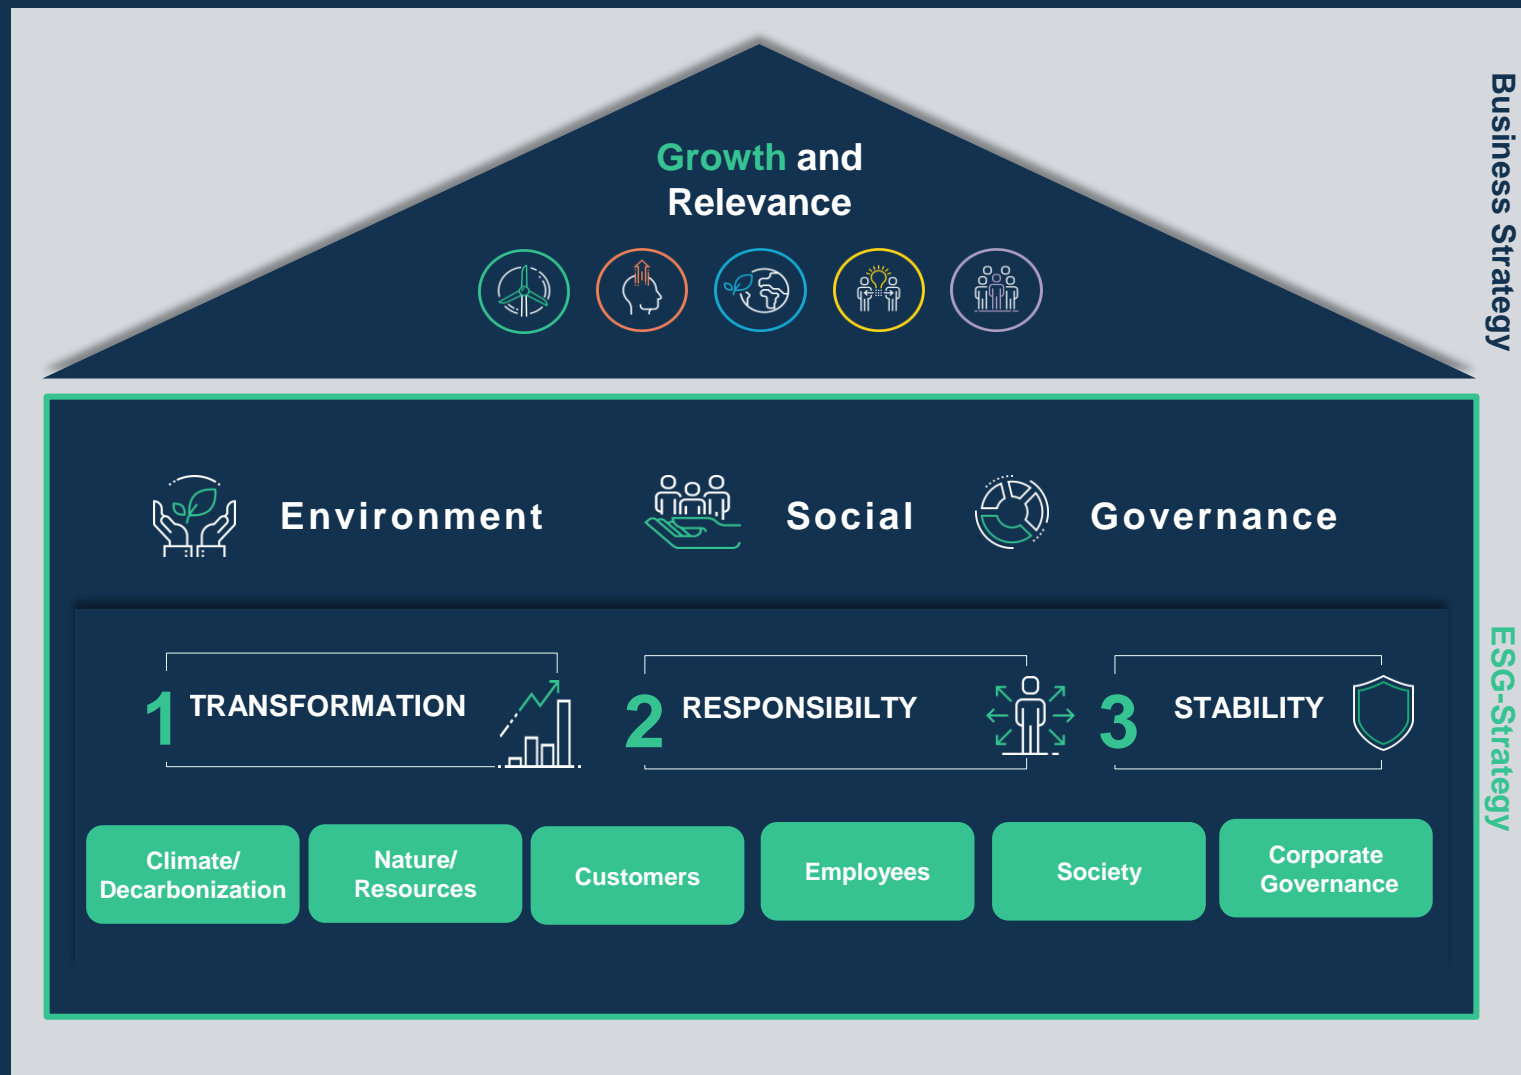 Growth and
Relevance
Business Strategy
Environment
Social
Governance
1 TRANSFORMATION
2 RESPONSIBILTY
3 STABILITY
ESG-Strategy
Climate/
Decarbonization
Nature/
Resources
Customers
Employees
Society
Corporate
Governance